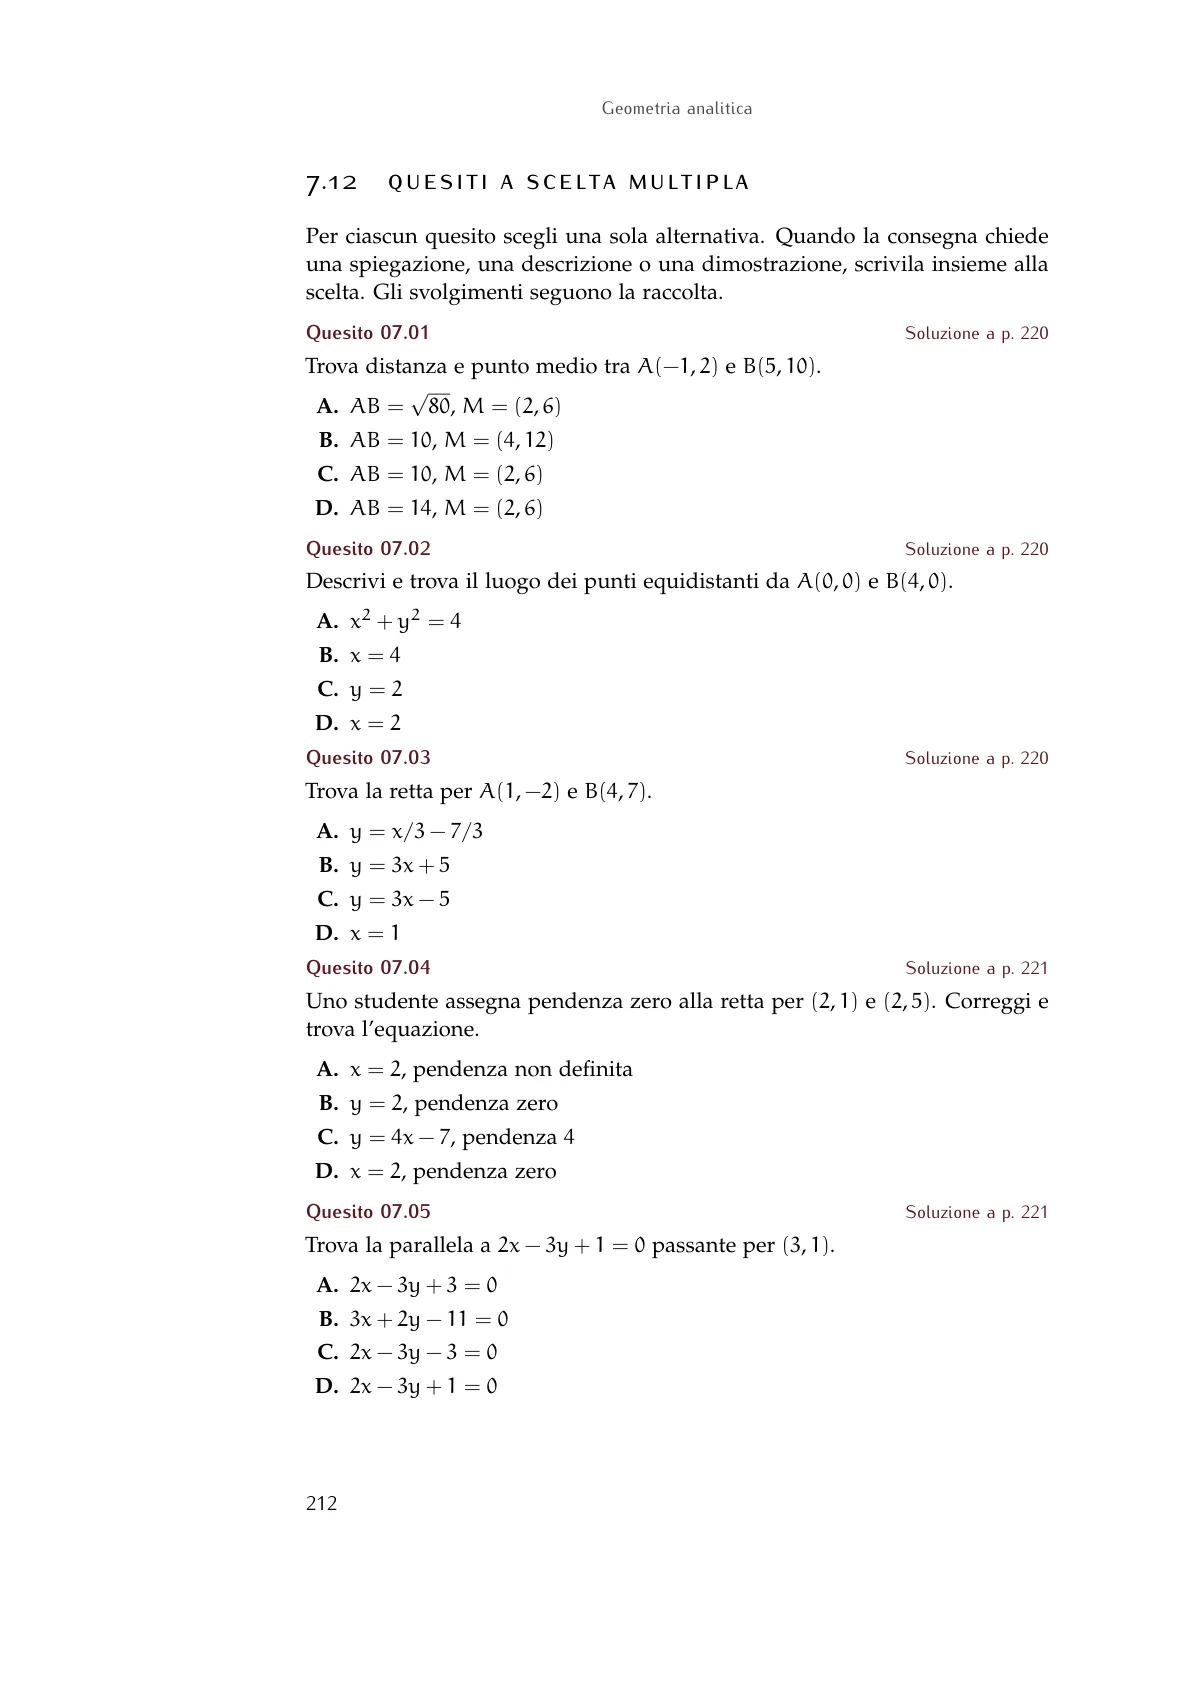 Geometria analitica
7.12 QUESITI A SCELTA MULTIPLA
Per ciascun quesito scegli una sola alternativa. Quando la consegna chiede
una spiegazione, una descrizione o una dimostrazione, scrivila insieme alla
scelta. Gli svolgimenti seguono la raccolta.
Quesito 07.01 Soluzione a p. 220
Trova distanza e punto medio tra A(−1, 2) e B(5, 10).
A. AB = √80, M = (2, 6)
B. AB = 10, M = (4, 12)
C. AB = 10, M = (2, 6)
D. AB = 14, M = (2, 6)
Quesito 07.02 Soluzione a p. 220
Descrivi e trova il luogo dei punti equidistanti da A(0, 0) e B(4, 0).
A. x² + y² = 4
B. x = 4
C. y = 2
D. x = 2
Quesito 07.03 Soluzione a p. 220
Trova la retta per A(1, −2) e B(4, 7).
A. y = x/3 − 7/3
B. y = 3x + 5
C. y = 3x − 5
D. x = 1
Quesito 07.04 Soluzione a p. 221
Uno studente assegna pendenza zero alla retta per (2, 1) e (2, 5). Correggi e
trova l'equazione.
A. x = 2, pendenza non definita
B. y = 2, pendenza zero
C. y = 4x − 7, pendenza 4
D. x = 2, pendenza zero
Quesito 07.05 Soluzione a p. 221
Trova la parallela a 2x − 3y + 1 = 0 passante per (3, 1).
A. 2x − 3y + 3 = 0
B. 3x + 2y − 11 = 0
C. 2x − 3y − 3 = 0
D. 2x − 3y + 1 = 0
212